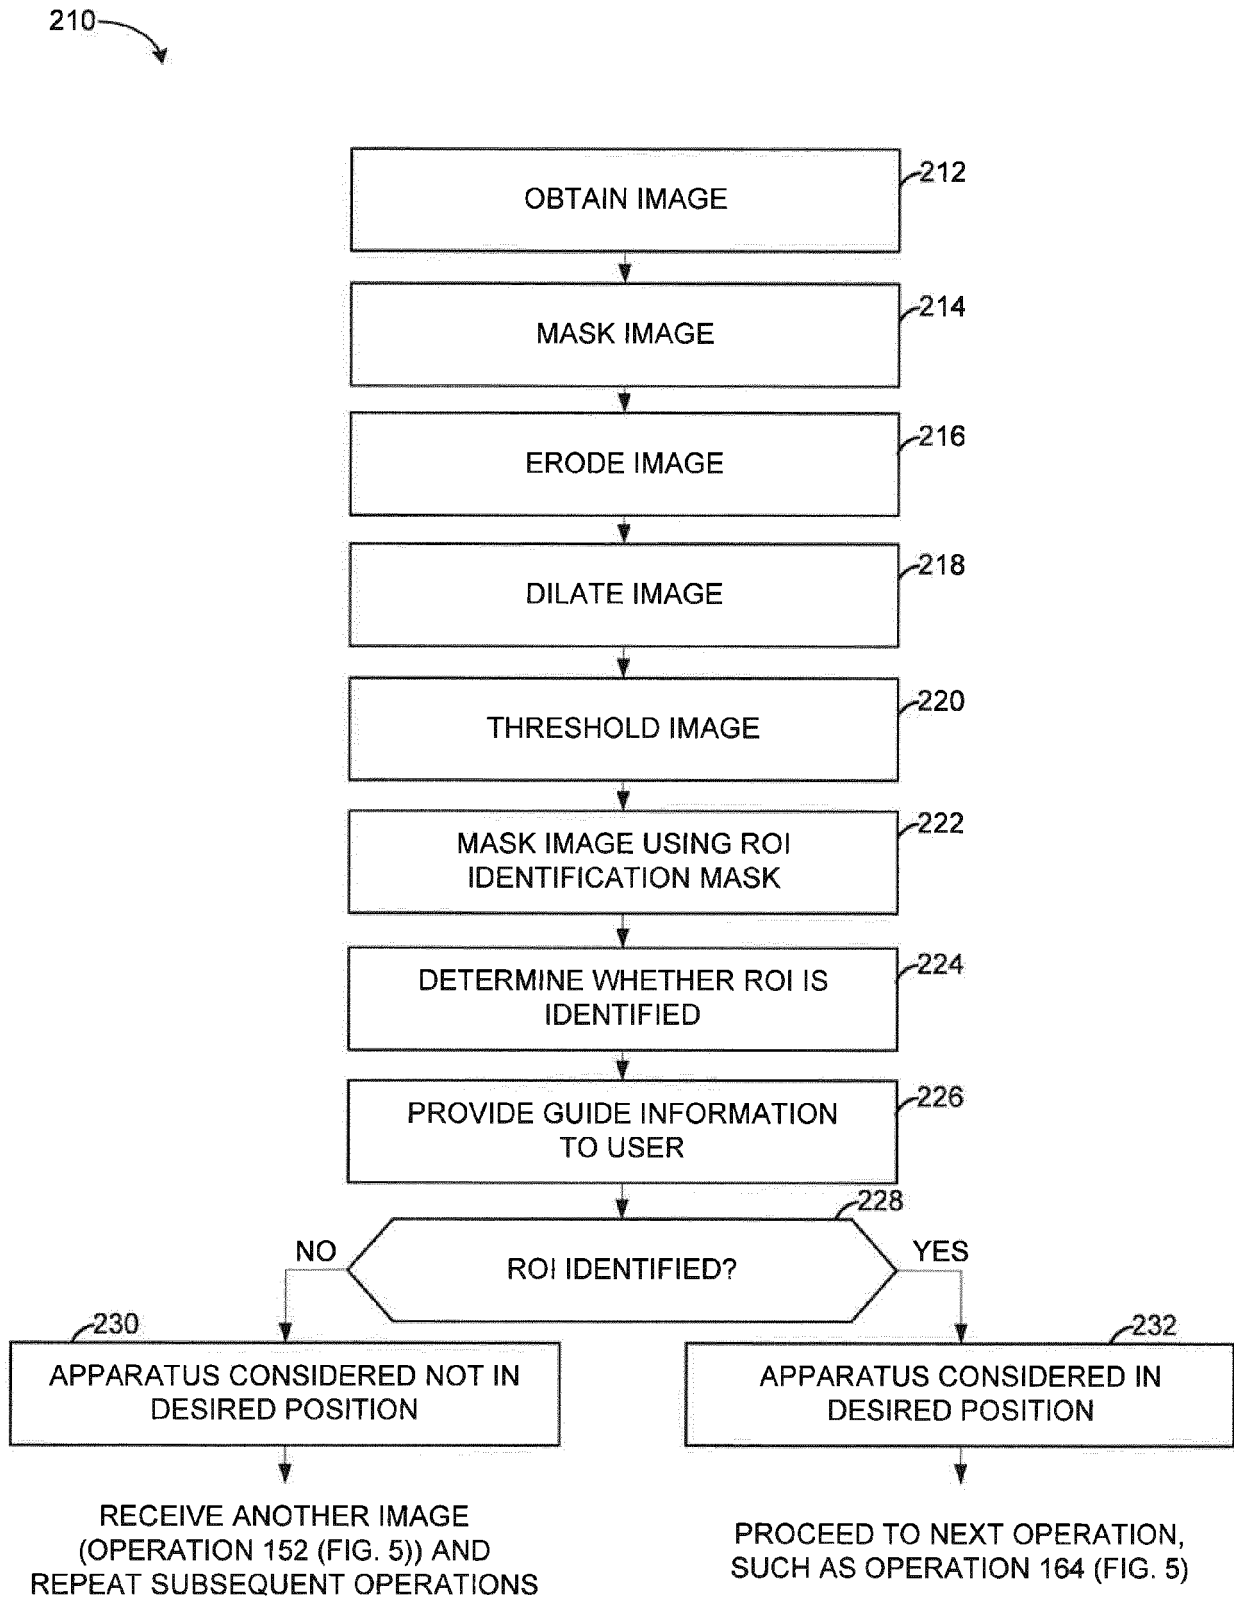 210
212
OBTAIN IMAGE
214
MASK IMAGE
216
ERODE IMAGE
218
DILATE IMAGE
220
THRESHOLD IMAGE
222
MASK IMAGE USING ROI
IDENTIFICATION MASK
224
DETERMINE WHETHER ROI IS
IDENTIFIED
226
PROVIDE GUIDE INFORMATION
TO USER
228
NO
ROI IDENTIFIED?
YES
230
APPARATUS CONSIDERED NOT IN
DESIRED POSITION
232
APPARATUS CONSIDERED IN
DESIRED POSITION
RECEIVE ANOTHER IMAGE
(OPERATION 152 (FIG. 5)) AND
REPEAT SUBSEQUENT OPERATIONS
PROCEED TO NEXT OPERATION,
SUCH AS OPERATION 164 (FIG. 5)